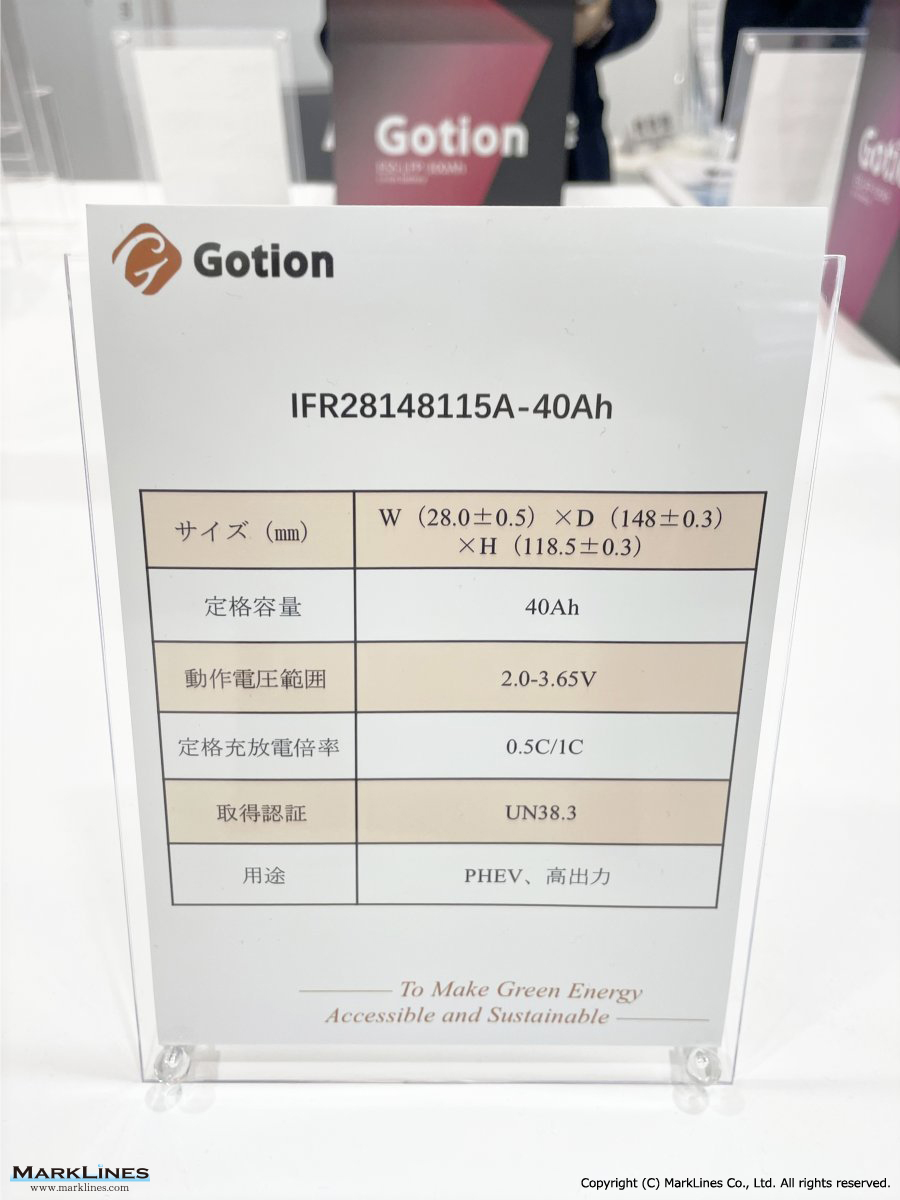 Gotion
Gotion
IFR28148115A-40Ah
サイズ（㎜） W（28.0±0.5）×D（148±0.3）
×H（118.5±0.3）
定格容量 40Ah
動作電圧範囲 2.0-3.65V
定格充放電倍率 0.5C/1C
取得認証 UN38.3
用途 PHEV、高出力
To Make Green Energy
Accessible and Sustainable
MARKLINES
www.marklines.com
Copyright (C) MarkLines Co., Ltd. All rights reserved.